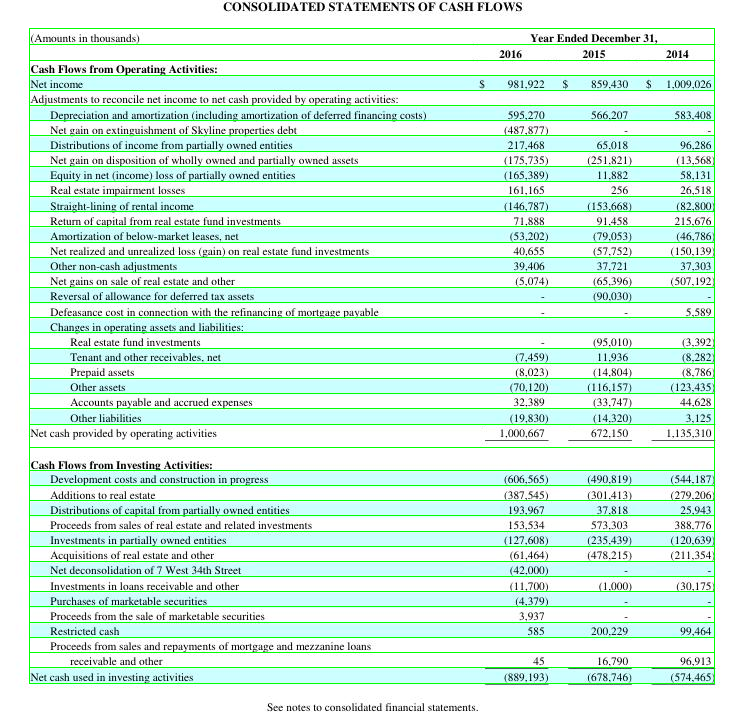 CONSOLIDATED STATEMENTS OF CASH FLOWS
(Amounts in thousands) Year Ended December 31,
2016 2015 2014
Cash Flows from Operating Activities:
Net income $ 981,922 $ 859,430 $ 1,009,026
Adjustments to reconcile net income to net cash provided by operating activities:
Depreciation and amortization (including amortization of deferred financing costs) 595,270 566,207 583,408
Net gain on extinguishment of Skyline properties debt (487,877) - -
Distributions of income from partially owned entities 217,468 65,018 96,286
Net gain on disposition of wholly owned and partially owned assets (175,735) (251,821) (13,568)
Equity in net (income) loss of partially owned entities (165,389) 11,882 58,131
Real estate impairment losses 161,165 256 26,518
Straight-lining of rental income (146,787) (153,668) (82,800)
Return of capital from real estate fund investments 71,888 91,458 215,676
Amortization of below-market leases, net (53,202) (79,053) (46,786)
Net realized and unrealized loss (gain) on real estate fund investments 40,655 (57,752) (150,139)
Other non-cash adjustments 39,406 37,721 37,303
Net gains on sale of real estate and other (5,074) (65,396) (507,192)
Reversal of allowance for deferred tax assets - (90,030) -
Defeasance cost in connection with the refinancing of mortgage payable - - 5,589
Changes in operating assets and liabilities:
Real estate fund investments - (95,010) (3,392)
Tenant and other receivables, net (7,459) 11,936 (8,282)
Prepaid assets (8,023) (14,804) (8,786)
Other assets (70,120) (116,157) (123,435)
Accounts payable and accrued expenses 32,389 (33,747) 44,628
Other liabilities (19,830) (14,320) 3,125
Net cash provided by operating activities 1,000,667 672,150 1,135,310
Cash Flows from Investing Activities:
Development costs and construction in progress (606,565) (490,819) (544,187)
Additions to real estate (387,545) (301,413) (279,206)
Distributions of capital from partially owned entities 193,967 37,818 25,943
Proceeds from sales of real estate and related investments 153,534 573,303 388,776
Investments in partially owned entities (127,608) (235,439) (120,639)
Acquisitions of real estate and other (61,464) (478,215) (211,354)
Net deconsolidation of 7 West 34th Street (42,000) - -
Investments in loans receivable and other (11,700) (1,000) (30,175)
Purchases of marketable securities (4,379) - -
Proceeds from the sale of marketable securities 3,937 - -
Restricted cash 585 200,229 99,464
Proceeds from sales and repayments of mortgage and mezzanine loans
receivable and other 45 16,790 96,913
Net cash used in investing activities (889,193) (678,746) (574,465)
See notes to consolidated financial statements.